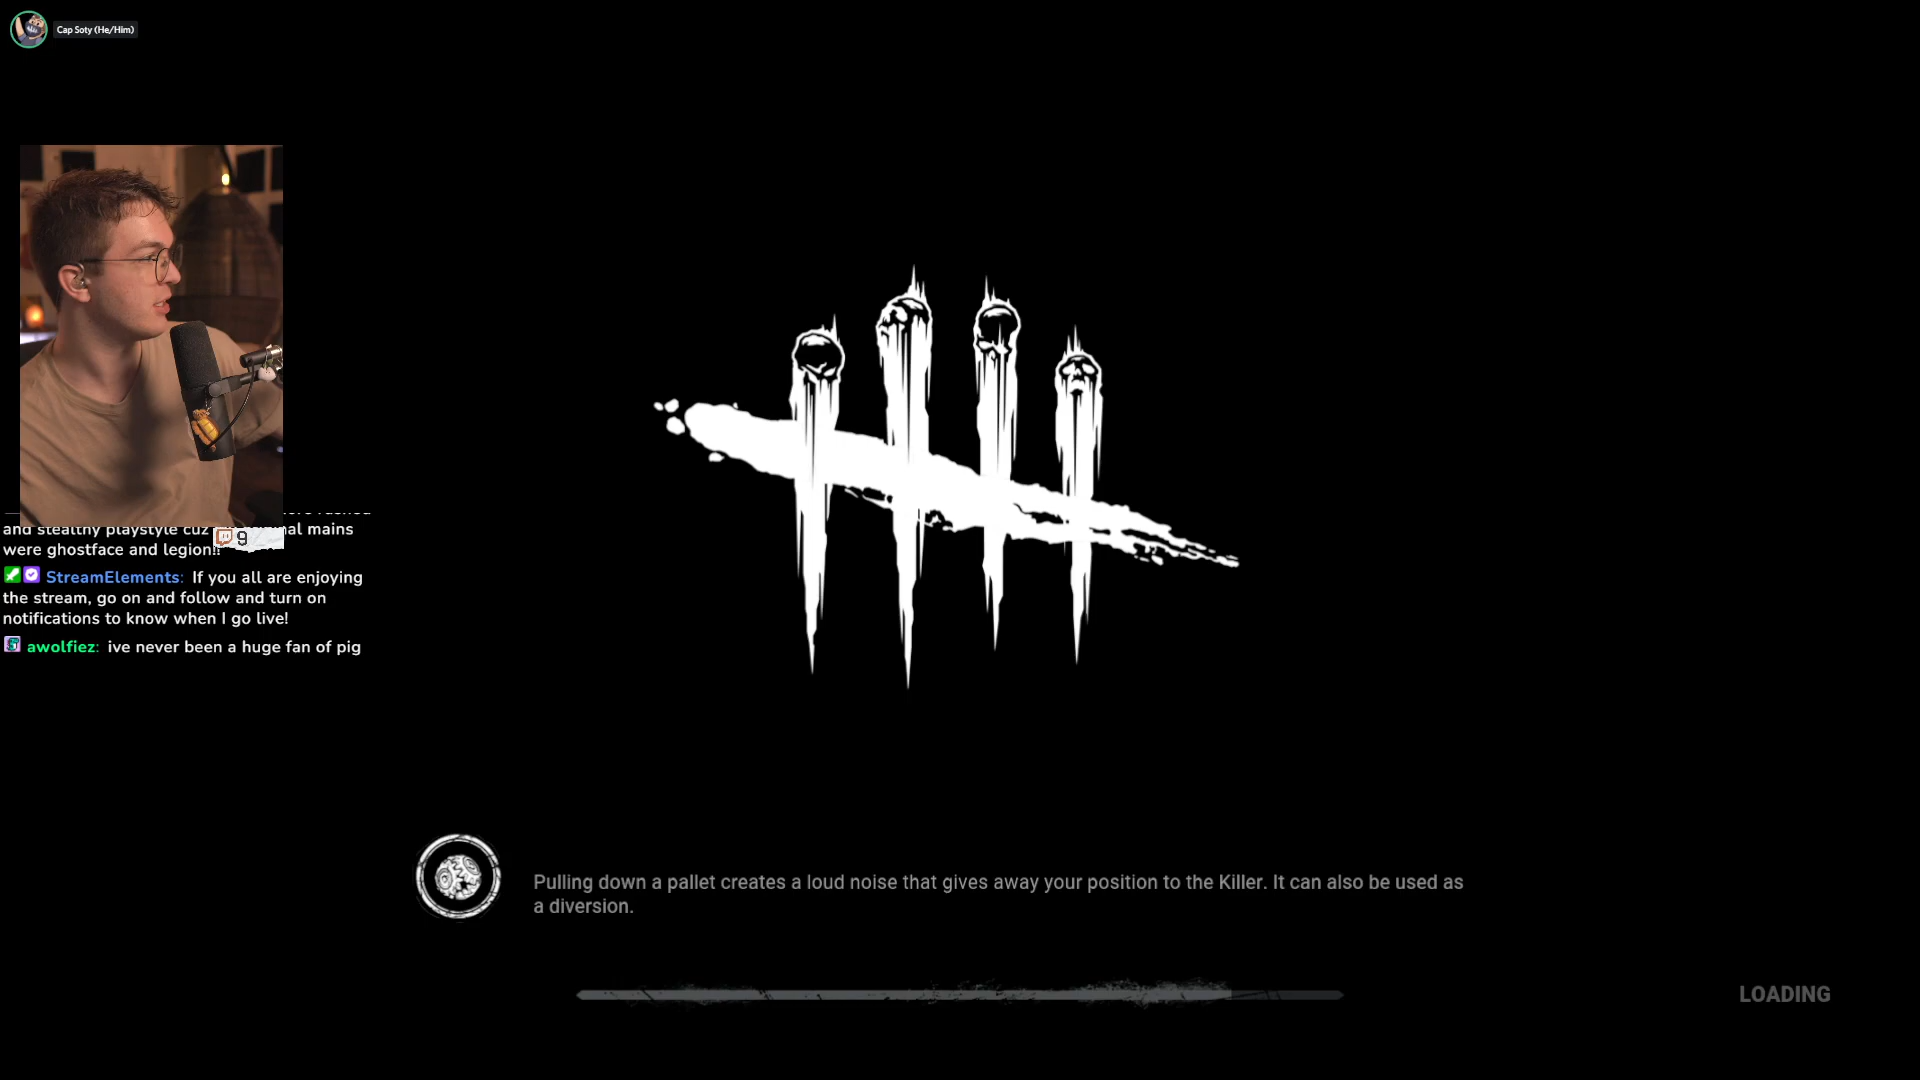 Cap Soty (He/Him)
and stealthy playstyle cuz mains
were ghostface and legion!!
9
StreamElements: If you all are enjoying
the stream, go on and follow and turn on
notifications to know when I go live!
awolfiez: ive never been a huge fan of pig
Pulling down a pallet creates a loud noise that gives away your position to the Killer. It can also be used as
a diversion.
LOADING